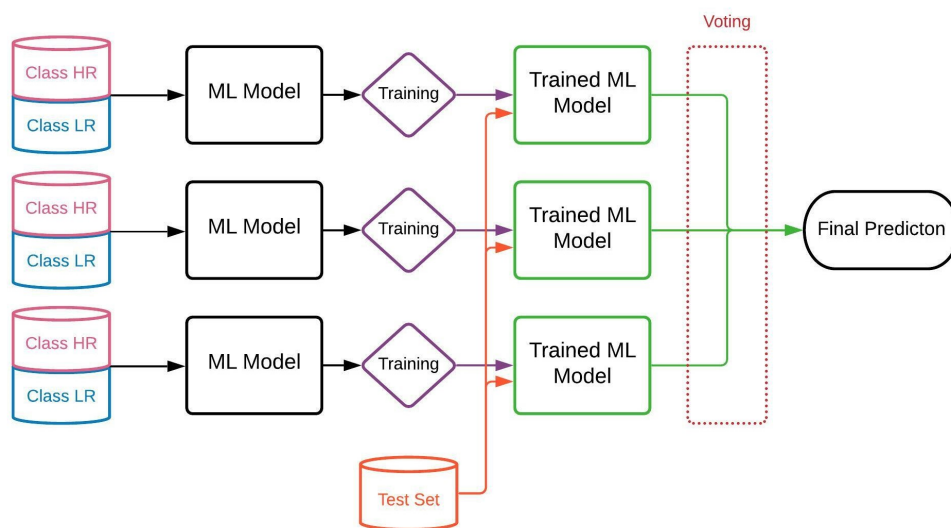 Voting
Class HR
Class LR
ML Model
Training
Trained ML
Model
Class HR
Class LR
ML Model
Training
Trained ML
Model
Final Predicton
Class HR
Class LR
ML Model
Training
Trained ML
Model
Test Set